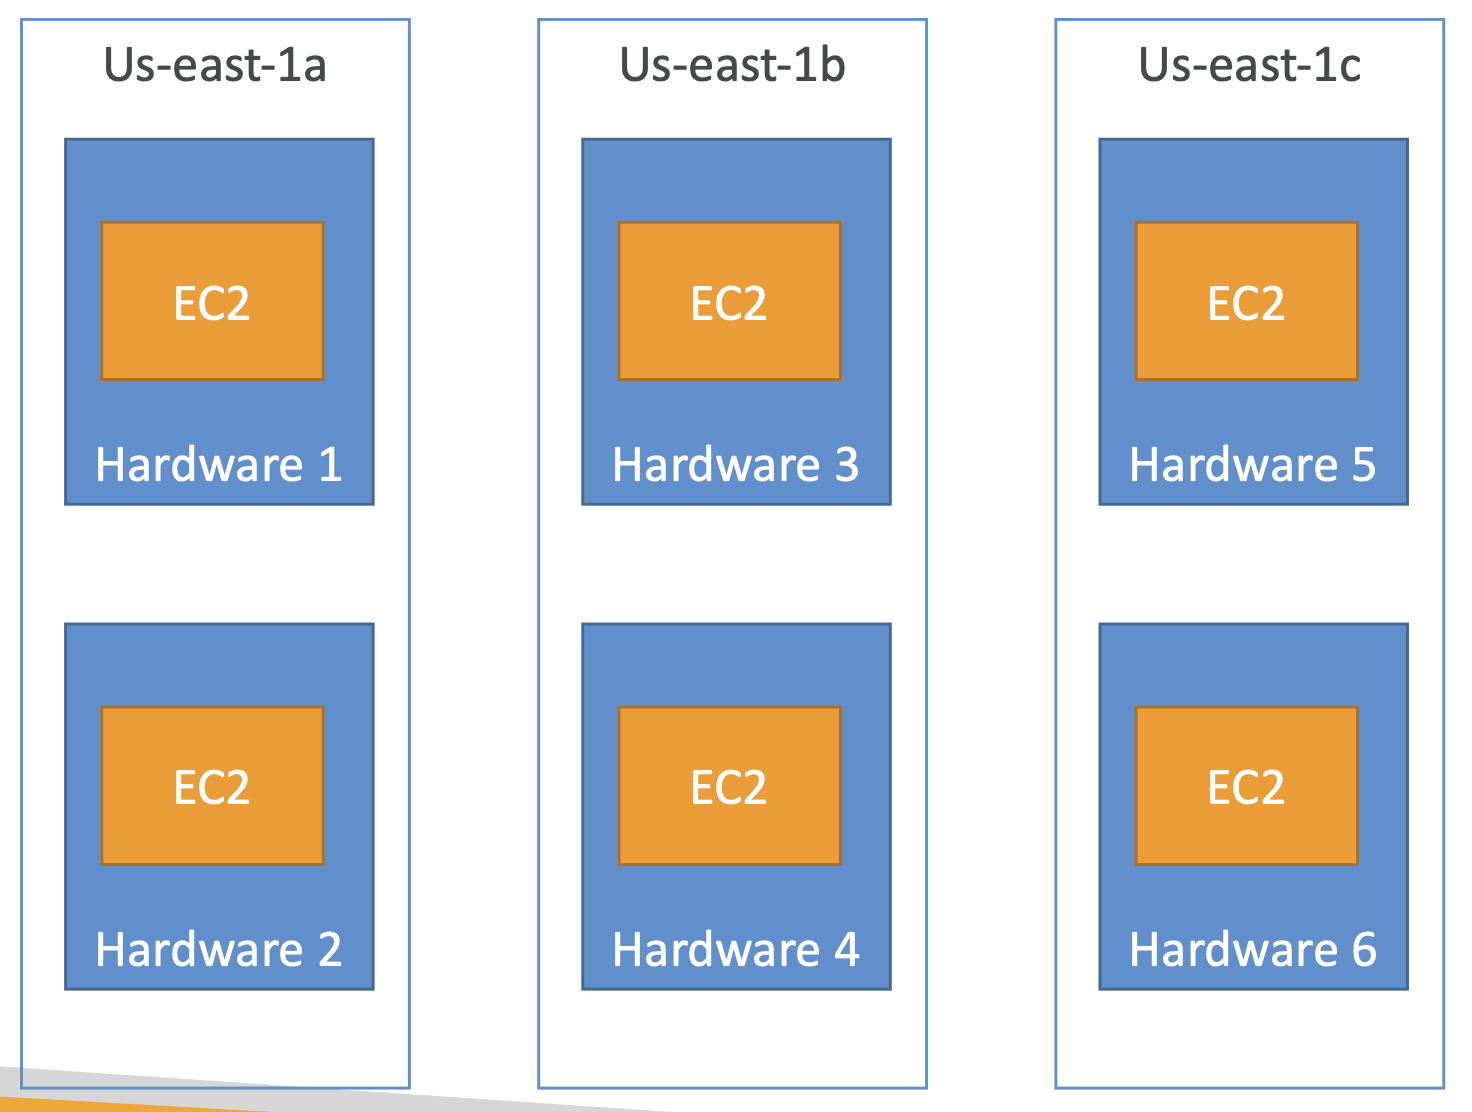 Us-east-1a
EC2
Hardware 1
EC2
Hardware 2
Us-east-1b
EC2
Hardware 3
EC2
Hardware 4
Us-east-1c
EC2
Hardware 5
EC2
Hardware 6